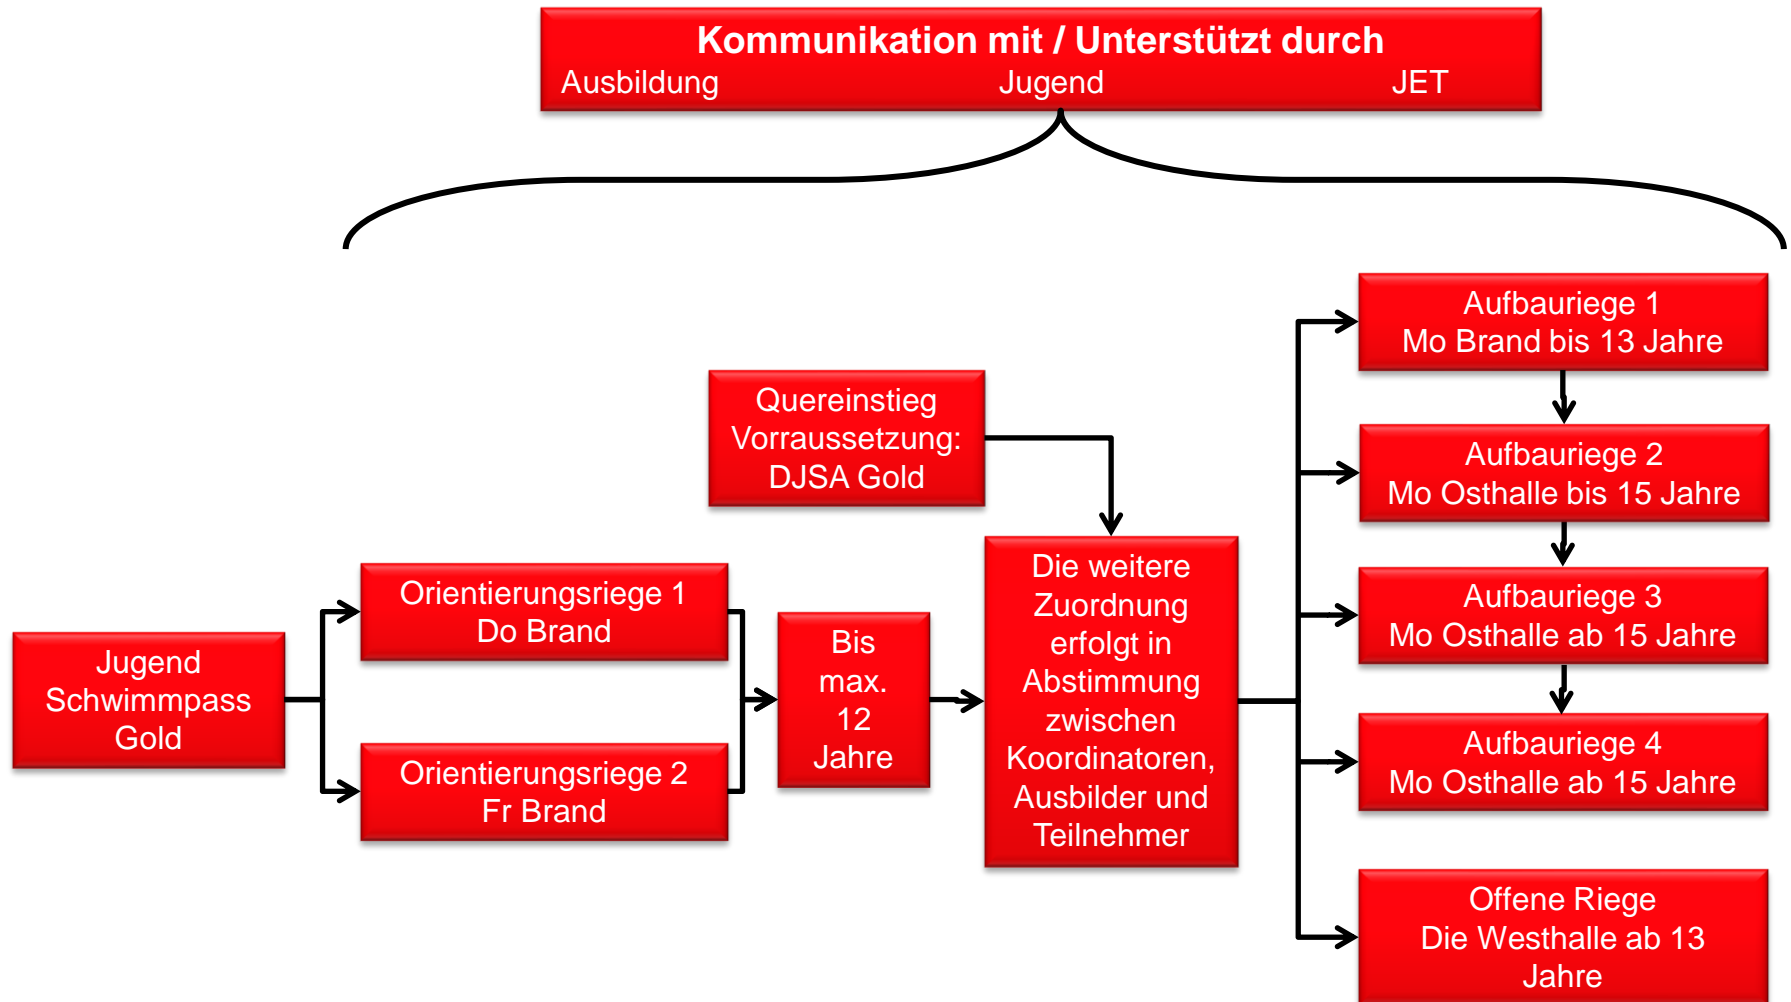 Kommunikation mit / Unterstützt durch
Ausbildung Jugend JET
Jugend
Schwimmpass
Gold
Orientierungsriege 1
Do Brand
Orientierungsriege 2
Fr Brand
Bis
max.
12
Jahre
Quereinstieg
Vorraussetzung:
DJSA Gold
Die weitere
Zuordnung
erfolgt in
Abstimmung
zwischen
Koordinatoren,
Ausbilder und
Teilnehmer
Aufbauriege 1
Mo Brand bis 13 Jahre
Aufbauriege 2
Mo Osthalle bis 15 Jahre
Aufbauriege 3
Mo Osthalle ab 15 Jahre
Aufbauriege 4
Mo Osthalle ab 15 Jahre
Offene Riege
Die Westhalle ab 13
Jahre